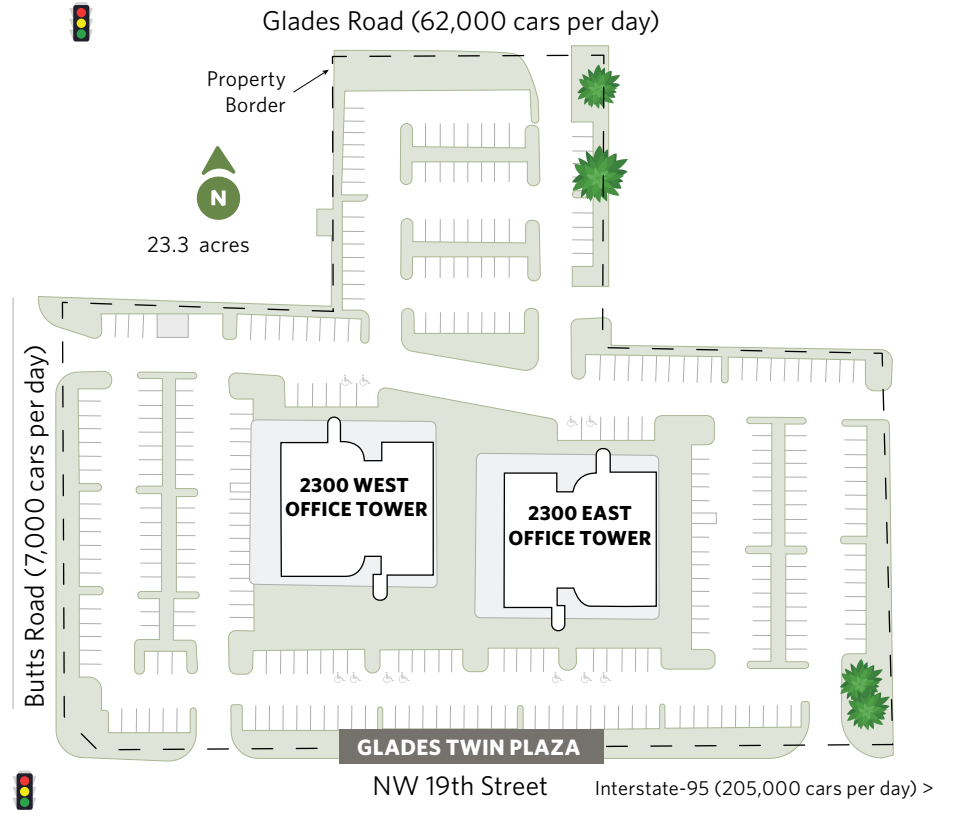 Glades Road (62,000 cars per day)
Property
Border
N
23.3 acres
Butts Road (7,000 cars per day)
2300 WEST
OFFICE TOWER
2300 EAST
OFFICE TOWER
GLADES TWIN PLAZA
NW 19th Street
Interstate-95 (205,000 cars per day) >